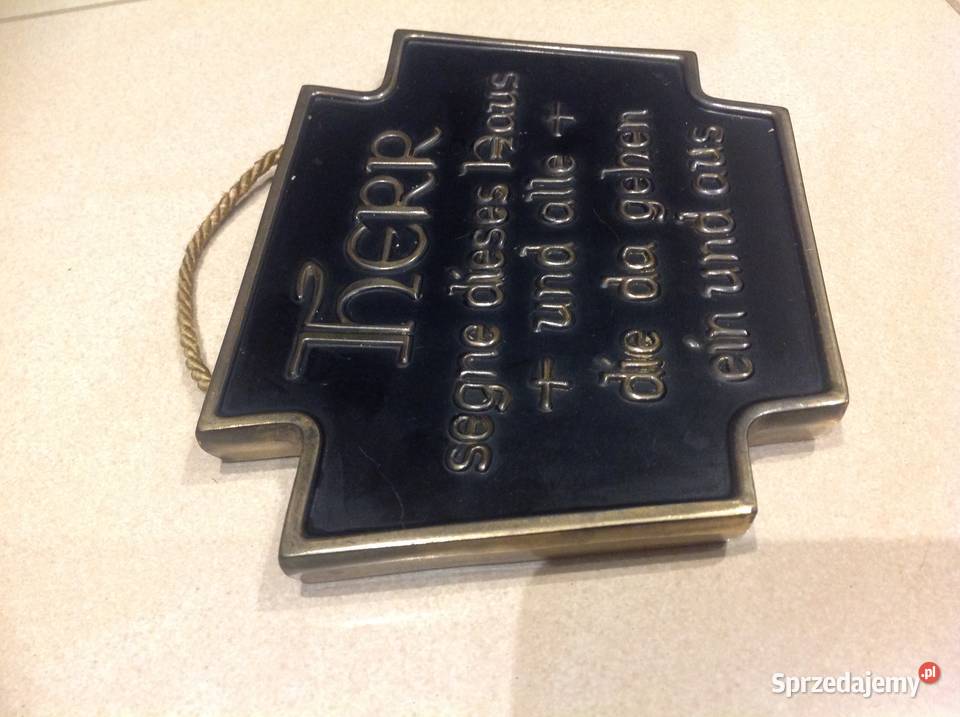 Herr
segne dieses Haus
+ und alle +
die da gehen
ein und aus
Sprzedajemy.pl